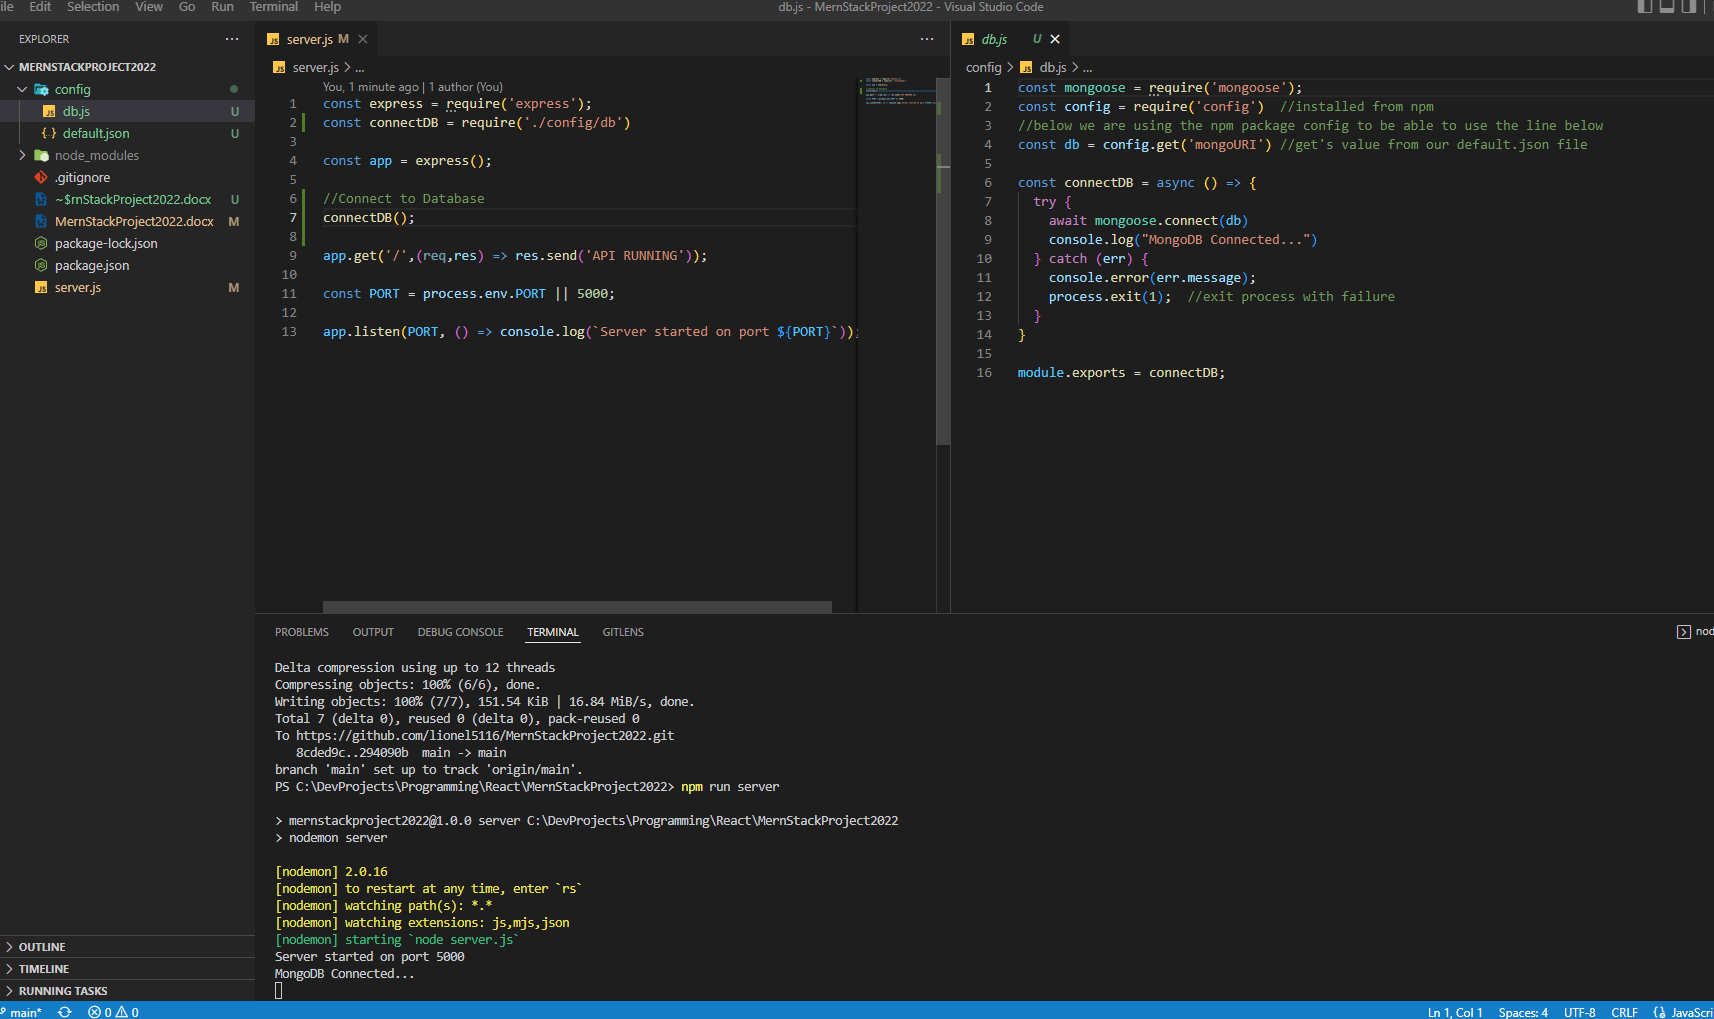 ile Edit Selection View Go Run Terminal Help
db.js - MernStackProject2022 - Visual Studio Code
EXPLORER ...
MERNSTACKPROJECT2022
config
db.js U
default.json U
node_modules
.gitignore
~$rnStackProject2022.docx U
MernStackProject2022.docx M
package-lock.json
package.json
server.js M
OUTLINE
TIMELINE
RUNNING TASKS
server.js M
server.js > ...
You, 1 minute ago | 1 author (You)
1 const express = require('express');
2 const connectDB = require('./config/db')
3
4 const app = express();
5
6 //Connect to Database
7 connectDB();
8
9 app.get('/',(req,res) => res.send('API RUNNING'));
10
11 const PORT = process.env.PORT || 5000;
12
13 app.listen(PORT, () => console.log(`Server started on port ${PORT}`));
db.js U
config > db.js > ...
1 const mongoose = require('mongoose');
2 const config = require('config') //installed from npm
3 //below we are using the npm package config to be able to use the line below
4 const db = config.get('mongoURI') //get's value from our default.json file
5
6 const connectDB = async () => {
7 try {
8 await mongoose.connect(db)
9 console.log("MongoDB Connected...")
10 } catch (err) {
11 console.error(err.message);
12 process.exit(1); //exit process with failure
13 }
14 }
15
16 module.exports = connectDB;
PROBLEMS OUTPUT DEBUG CONSOLE TERMINAL GITLENS
nod
Delta compression using up to 12 threads
Compressing objects: 100% (6/6), done.
Writing objects: 100% (7/7), 151.54 KiB | 16.84 MiB/s, done.
Total 7 (delta 0), reused 0 (delta 0), pack-reused 0
To https://github.com/lionel5116/MernStackProject2022.git
8cded9c..294090b main -> main
branch 'main' set up to track 'origin/main'.
PS C:\DevProjects\Programming\React\MernStackProject2022> npm run server
> mernstackproject2022@1.0.0 server C:\DevProjects\Programming\React\MernStackProject2022
> nodemon server
[nodemon] 2.0.16
[nodemon] to restart at any time, enter `rs`
[nodemon] watching path(s): *.*
[nodemon] watching extensions: js,mjs,json
[nodemon] starting `node server.js`
Server started on port 5000
MongoDB Connected...
main* 0 0
Ln 1, Col 1 Spaces: 4 UTF-8 CRLF JavaScri